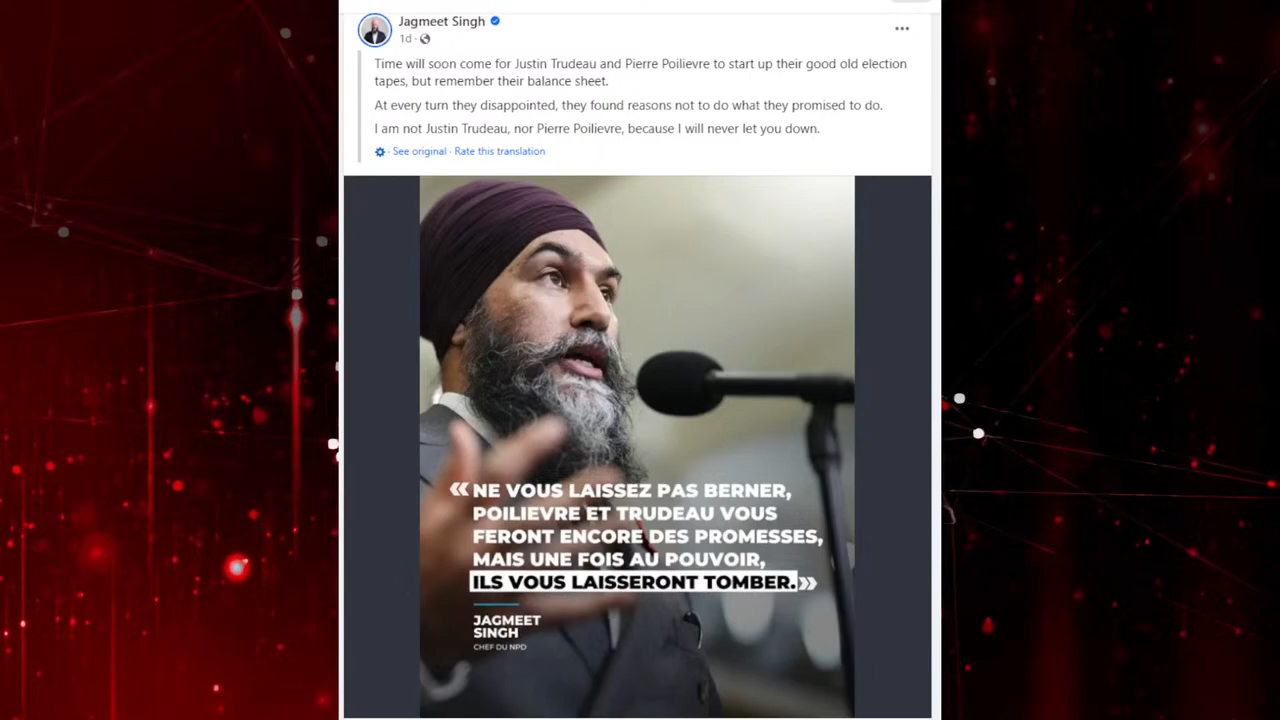 Jagmeet Singh
1d ·
Time will soon come for Justin Trudeau and Pierre Poilievre to start up their good old election
tapes, but remember their balance sheet.
At every turn they disappointed, they found reasons not to do what they promised to do.
I am not Justin Trudeau, nor Pierre Poilievre, because I will never let you down.
· See original · Rate this translation
« NE VOUS LAISSEZ PAS BERNER,
POILIEVRE ET TRUDEAU VOUS
FERONT ENCORE DES PROMESSES,
MAIS UNE FOIS AU POUVOIR,
ILS VOUS LAISSERONT TOMBER. »
JAGMEET
SINGH
CHEF DU NPD